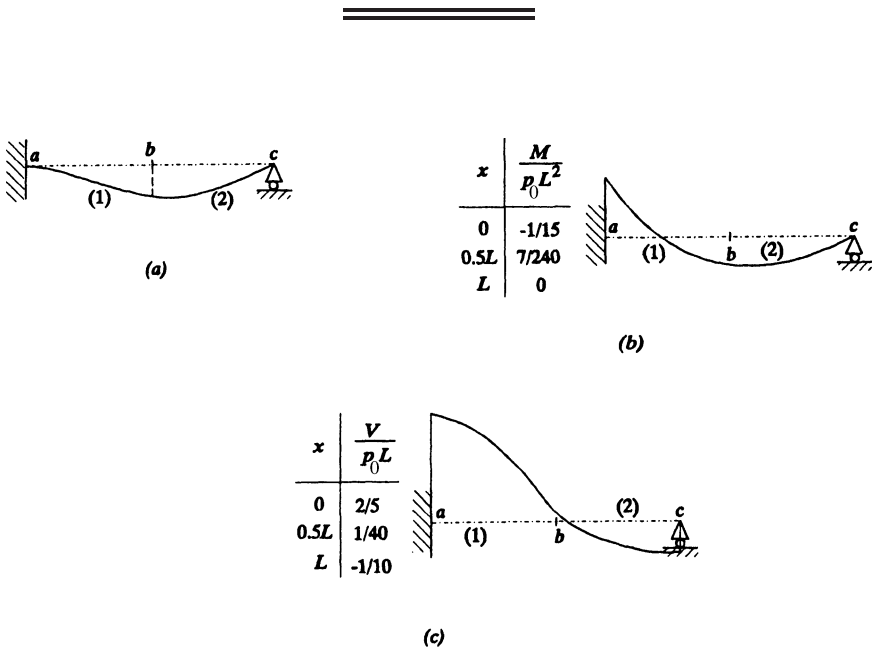 a b c
(1) (2)
(a)
x M/p0L²
0 -1/15
0.5L 7/240
L 0
a (1) b (2) c
(b)
x V/p0L
0 2/5
0.5L 1/40
L -1/10
a (1) b (2) c
(c)